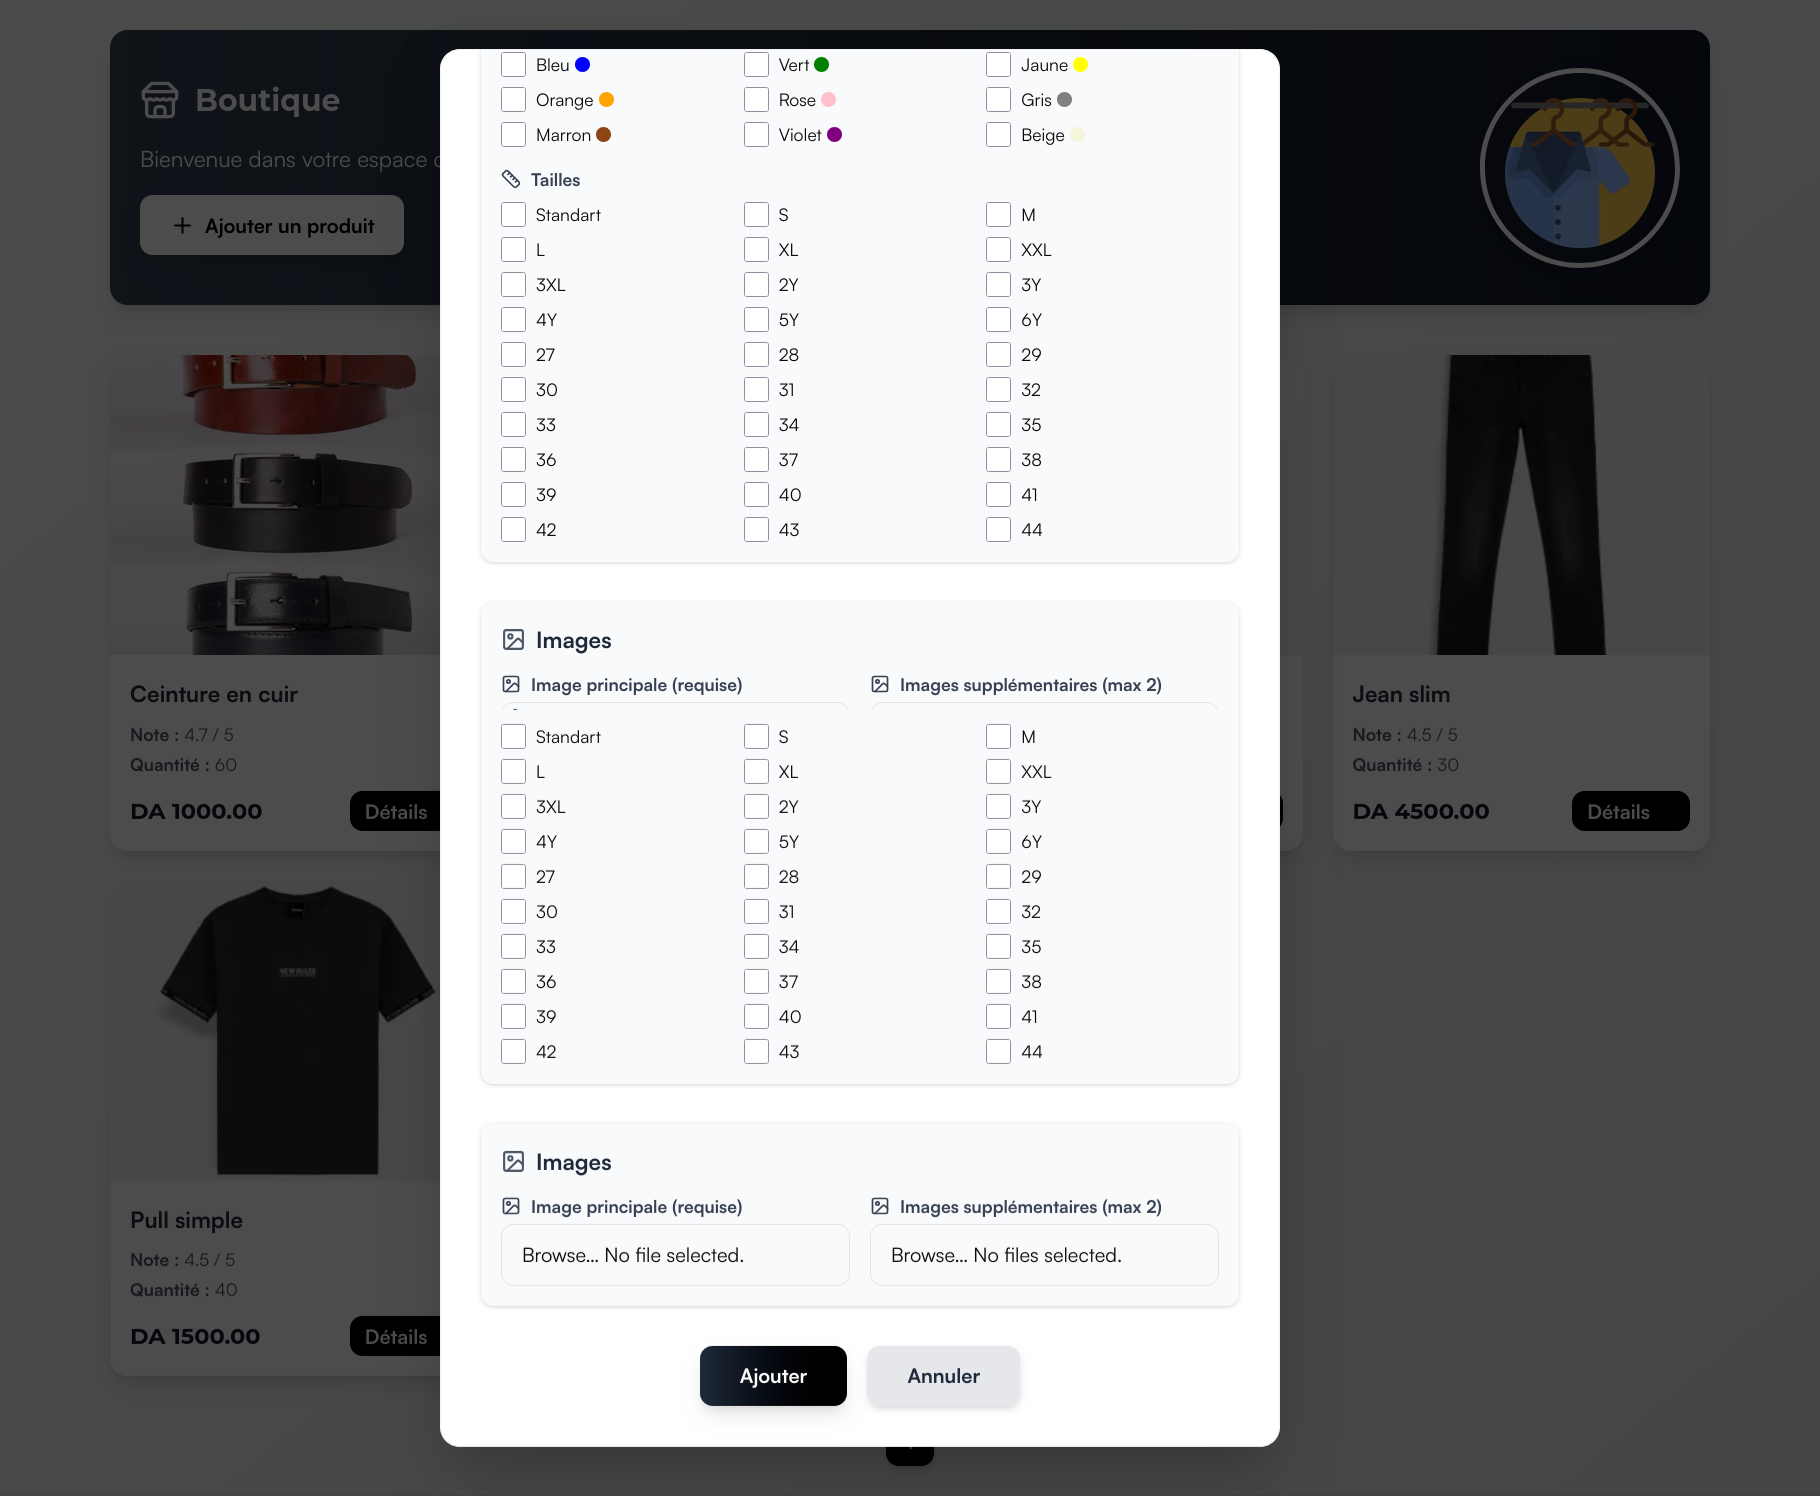 Boutique
Bienvenue dans votre espace
Ajouter un produit
Bleu
Vert
Jaune
Orange
Rose
Gris
Marron
Violet
Beige
Tailles
Standart
S
M
L
XL
XXL
3XL
2Y
3Y
4Y
5Y
6Y
27
28
29
30
31
32
33
34
35
36
37
38
39
40
41
42
43
44
Images
Image principale (requise)
Images supplémentaires (max 2)
Standart
S
M
L
XL
XXL
3XL
2Y
3Y
4Y
5Y
6Y
27
28
29
30
31
32
33
34
35
36
37
38
39
40
41
42
43
44
Images
Image principale (requise)
Images supplémentaires (max 2)
Browse... No file selected.
Browse... No files selected.
Ajouter
Annuler
Ceinture en cuir
Note : 4.7 / 5
Quantité : 60
DA 1000.00
Détails
Jean slim
Note : 4.5 / 5
Quantité : 30
DA 4500.00
Détails
NEW RULES
Pull simple
Note : 4.5 / 5
Quantité : 40
DA 1500.00
Détails